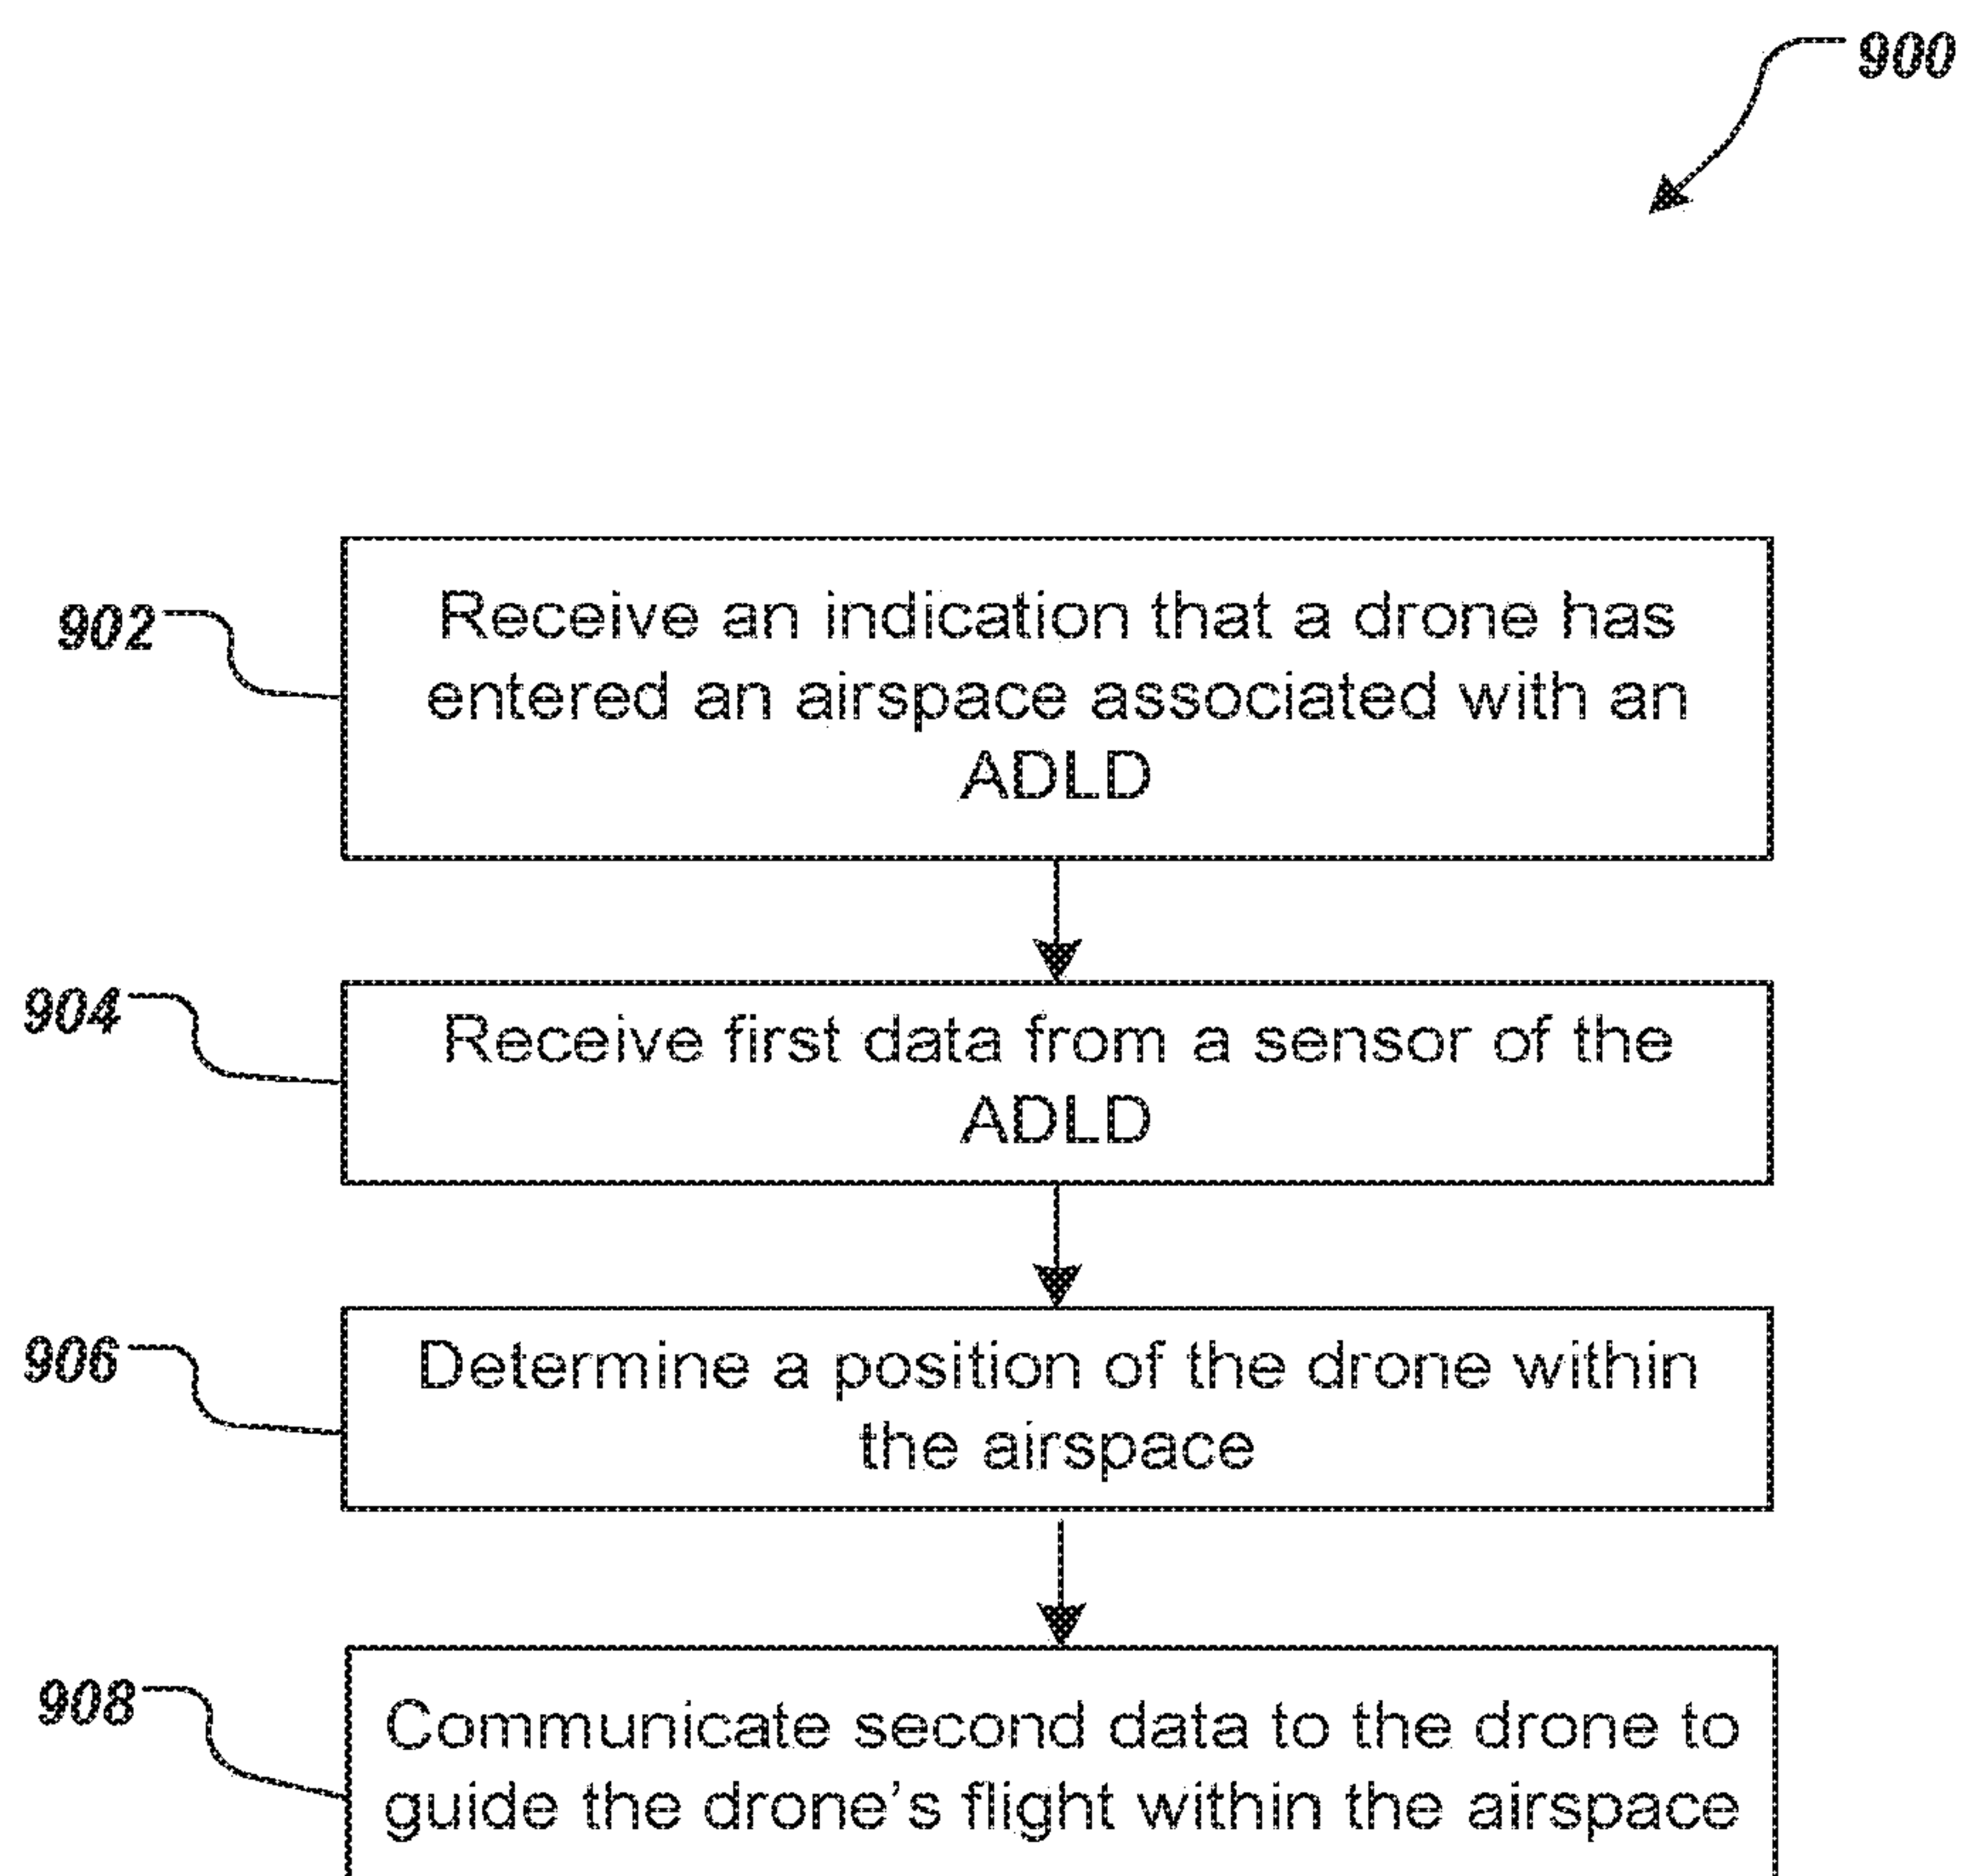 900
902
Receive an indication that a drone has
entered an airspace associated with an
ADLD
904
Receive first data from a sensor of the
ADLD
906
Determine a position of the drone within
the airspace
908
Communicate second data to the drone to
guide the drone's flight within the airspace